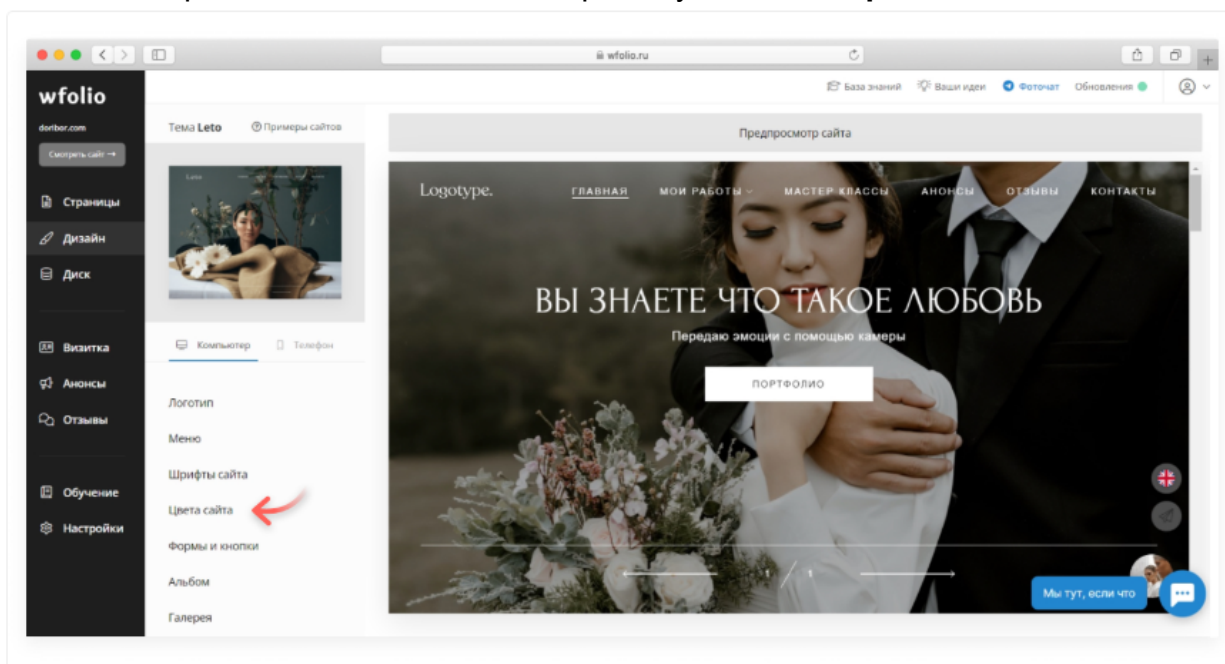 wfolio.ru
wfolio
База знаний
Ваши идеи
Фоточат
Обновления
doribor.com
Смотреть сайт →
Страницы
Дизайн
Диск
Визитка
Анонсы
Отзывы
Обучение
Настройки
Тема Leto
Примеры сайтов
Компьютер
Телефон
Логотип
Меню
Шрифты сайта
Цвета сайта
Формы и кнопки
Альбом
Галерея
Предпросмотр сайта
Logotype.
ГЛАВНАЯ
МОИ РАБОТЫ
МАСТЕР КЛАССЫ
АНОНСЫ
ОТЗЫВЫ
КОНТАКТЫ
ВЫ ЗНАЕТЕ ЧТО ТАКОЕ ЛЮБОВЬ
Передаю эмоции с помощью камеры
ПОРТФОЛИО
1 / 1
Мы тут, если что